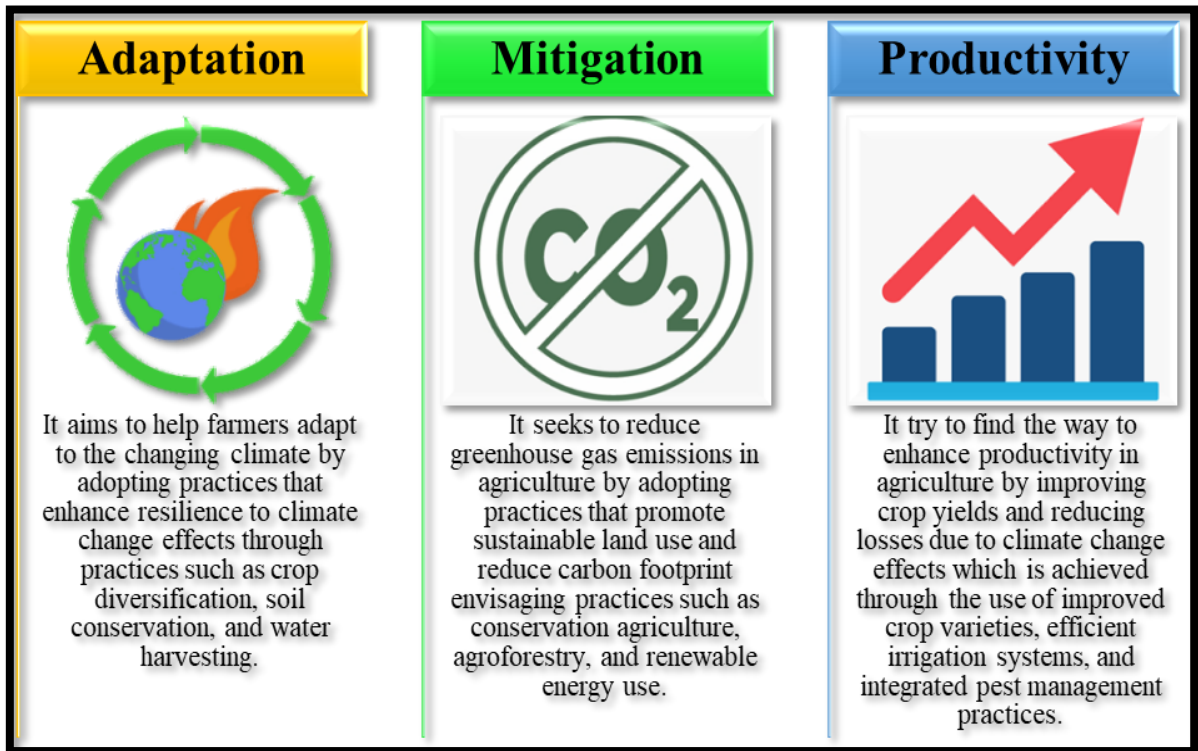 Adaptation
It aims to help farmers adapt
to the changing climate by
adopting practices that
enhance resilience to climate
change effects through
practices such as crop
diversification, soil
conservation, and water
harvesting.
Mitigation
CO2
It seeks to reduce
greenhouse gas emissions in
agriculture by adopting
practices that promote
sustainable land use and
reduce carbon footprint
envisaging practices such as
conservation agriculture,
agroforestry, and renewable
energy use.
Productivity
It try to find the way to
enhance productivity in
agriculture by improving
crop yields and reducing
losses due to climate change
effects which is achieved
through the use of improved
crop varieties, efficient
irrigation systems, and
integrated pest management
practices.